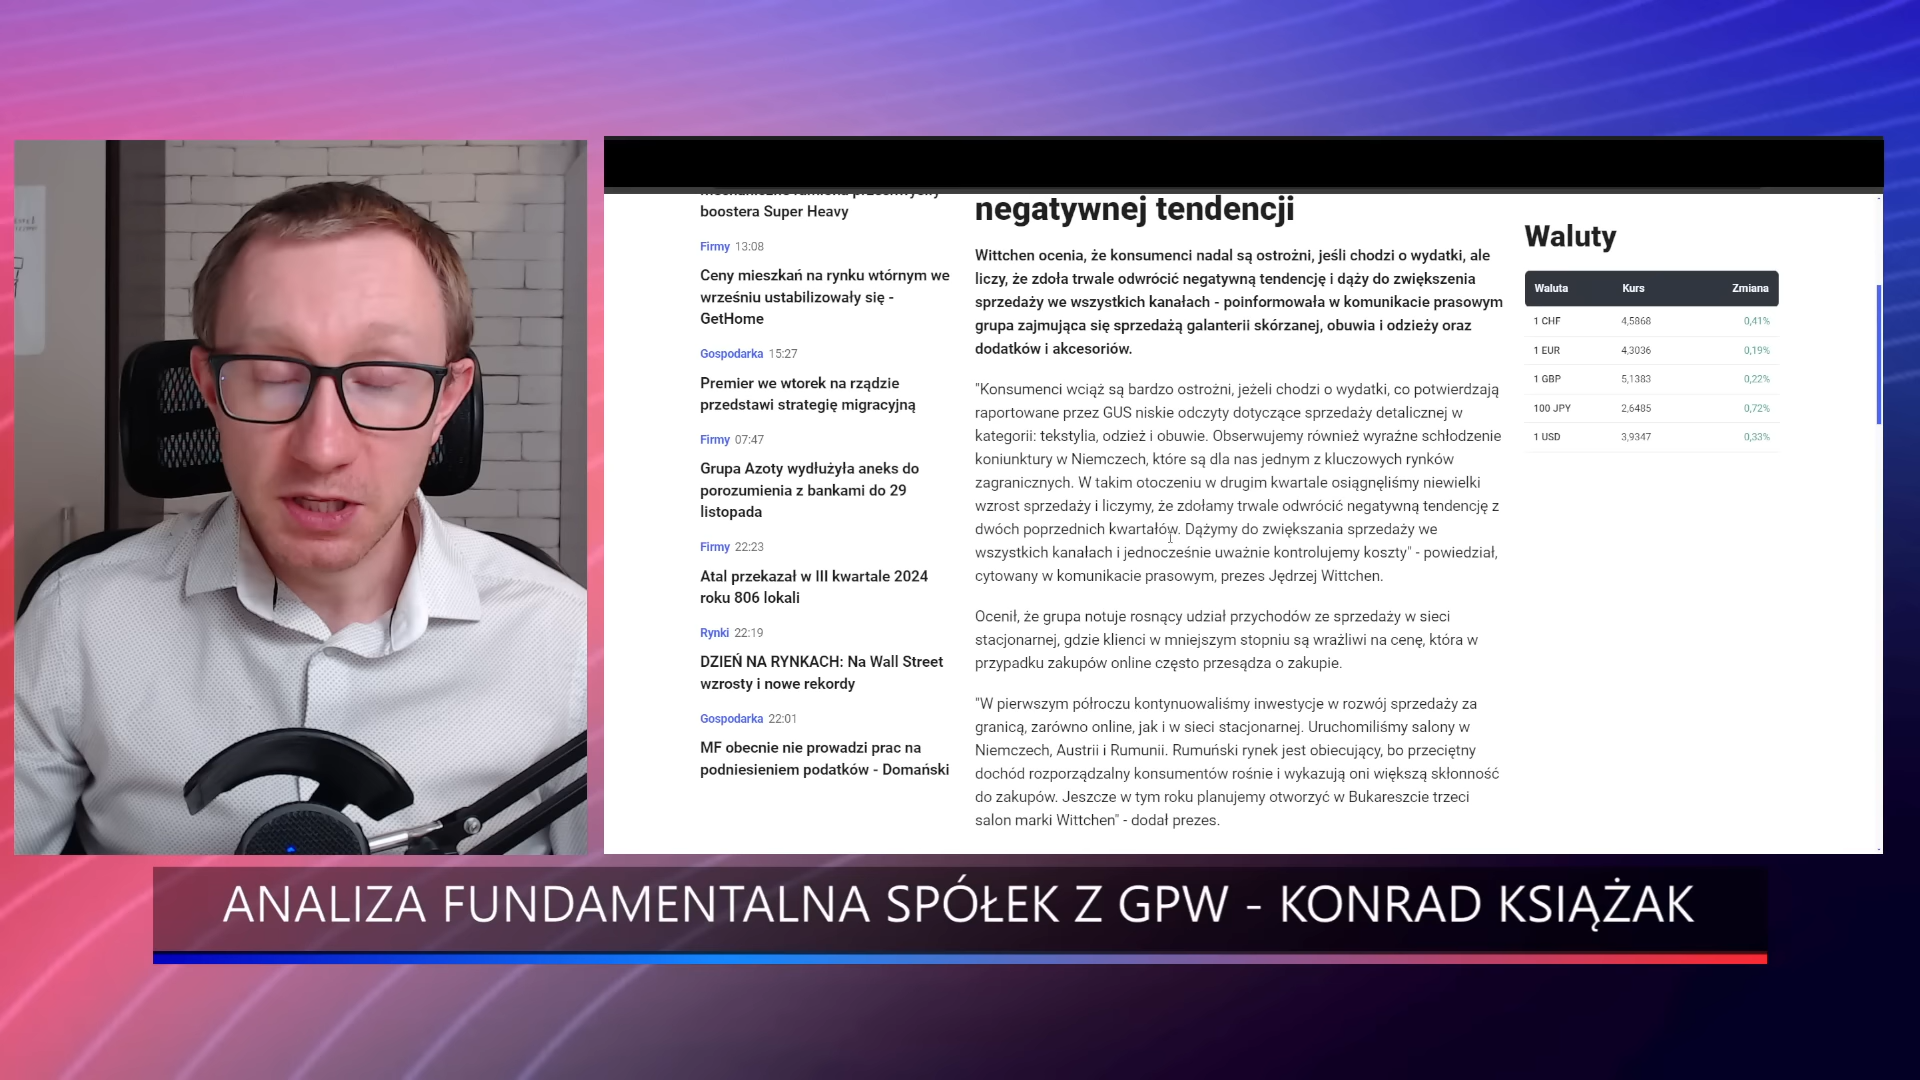 mechaniczne ramiona przechwyciły
boostera Super Heavy
Firmy 13:08
Ceny mieszkań na rynku wtórnym we
wrześniu ustabilizowały się -
GetHome
Gospodarka 15:27
Premier we wtorek na rządzie
przedstawi strategię migracyjną
Firmy 07:47
Grupa Azoty wydłużyła aneks do
porozumienia z bankami do 29
listopada
Firmy 22:23
Atal przekazał w III kwartale 2024
roku 806 lokali
Rynki 22:19
DZIEŃ NA RYNKACH: Na Wall Street
wzrosty i nowe rekordy
Gospodarka 22:01
MF obecnie nie prowadzi prac na
podniesieniem podatków - Domański
negatywnej tendencji
Wittchen ocenia, że konsumenci nadal są ostrożni, jeśli chodzi o wydatki, ale
liczy, że zdoła trwale odwrócić negatywną tendencję i dąży do zwiększenia
sprzedaży we wszystkich kanałach - poinformowała w komunikacie prasowym
grupa zajmująca się sprzedażą galanterii skórzanej, obuwia i odzieży oraz
dodatków i akcesoriów.
"Konsumenci wciąż są bardzo ostrożni, jeżeli chodzi o wydatki, co potwierdzają
raportowane przez GUS niskie odczyty dotyczące sprzedaży detalicznej w
kategorii: tekstylia, odzież i obuwie. Obserwujemy również wyraźne schłodzenie
koniunktury w Niemczech, które są dla nas jednym z kluczowych rynków
zagranicznych. W takim otoczeniu w drugim kwartale osiągnęliśmy niewielki
wzrost sprzedaży i liczymy, że zdołamy trwale odwrócić negatywną tendencję z
dwóch poprzednich kwartałów. Dążymy do zwiększania sprzedaży we
wszystkich kanałach i jednocześnie uważnie kontrolujemy koszty" - powiedział,
cytowany w komunikacie prasowym, prezes Jędrzej Wittchen.
Ocenił, że grupa notuje rosnący udział przychodów ze sprzedaży w sieci
stacjonarnej, gdzie klienci w mniejszym stopniu są wrażliwi na cenę, która w
przypadku zakupów online często przesądza o zakupie.
"W pierwszym półroczu kontynuowaliśmy inwestycje w rozwój sprzedaży za
granicą, zarówno online, jak i w sieci stacjonarnej. Uruchomiliśmy salony w
Niemczech, Austrii i Rumunii. Rumuński rynek jest obiecujący, bo przeciętny
dochód rozporządzalny konsumentów rośnie i wykazują oni większą skłonność
do zakupów. Jeszcze w tym roku planujemy otworzyć w Bukareszcie trzeci
salon marki Wittchen" - dodał prezes.
Waluty
Waluta Kurs Zmiana
1 CHF 4,5868 0,41%
1 EUR 4,3036 0,19%
1 GBP 5,1383 0,22%
100 JPY 2,6485 0,72%
1 USD 3,9347 0,33%
ANALIZA FUNDAMENTALNA SPÓŁEK Z GPW - KONRAD KSIĄŻAK